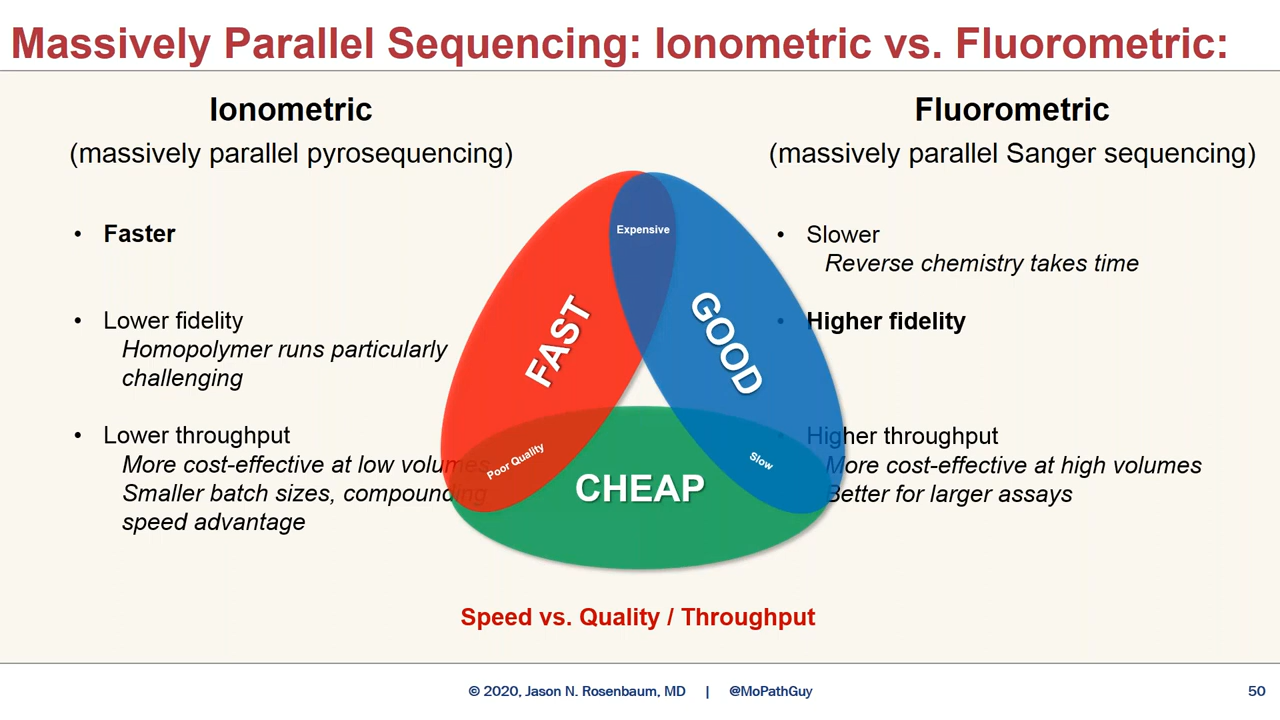 Massively Parallel Sequencing: Ionometric vs. Fluorometric:
Ionometric
(massively parallel pyrosequencing)
• Faster
• Lower fidelity
Homopolymer runs particularly
challenging
• Lower throughput
More cost-effective at low volumes
Smaller batch sizes, compounding
speed advantage
Expensive
FAST
GOOD
Poor Quality
Slow
CHEAP
Fluorometric
(massively parallel Sanger sequencing)
• Slower
Reverse chemistry takes time
• Higher fidelity
• Higher throughput
More cost-effective at high volumes
Better for larger assays
Speed vs. Quality / Throughput
© 2020, Jason N. Rosenbaum, MD | @MoPathGuy
50